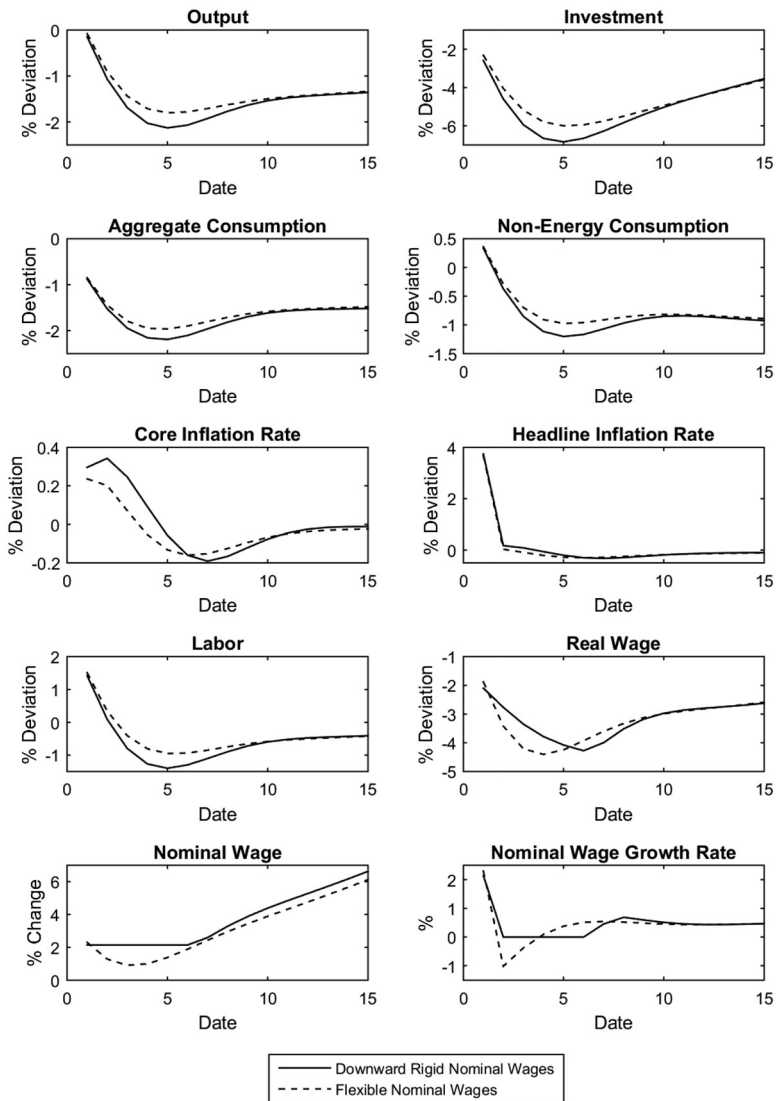 Output
% Deviation
0
-1
-2
0 5 10 15
Date
Investment
% Deviation
-2
-4
-6
0 5 10 15
Date
Aggregate Consumption
% Deviation
0
-1
-2
0 5 10 15
Date
Non-Energy Consumption
% Deviation
0.5
0
-0.5
-1
-1.5
0 5 10 15
Date
Core Inflation Rate
% Deviation
0.4
0.2
0
-0.2
0 5 10 15
Date
Headline Inflation Rate
% Deviation
4
2
0
0 5 10 15
Date
Labor
% Deviation
2
1
0
-1
0 5 10 15
Date
Real Wage
% Deviation
-1
-2
-3
-4
-5
0 5 10 15
Date
Nominal Wage
% Change
6
4
2
0
0 5 10 15
Date
Nominal Wage Growth Rate
%
2
1
0
-1
0 5 10 15
Date
Downward Rigid Nominal Wages
Flexible Nominal Wages